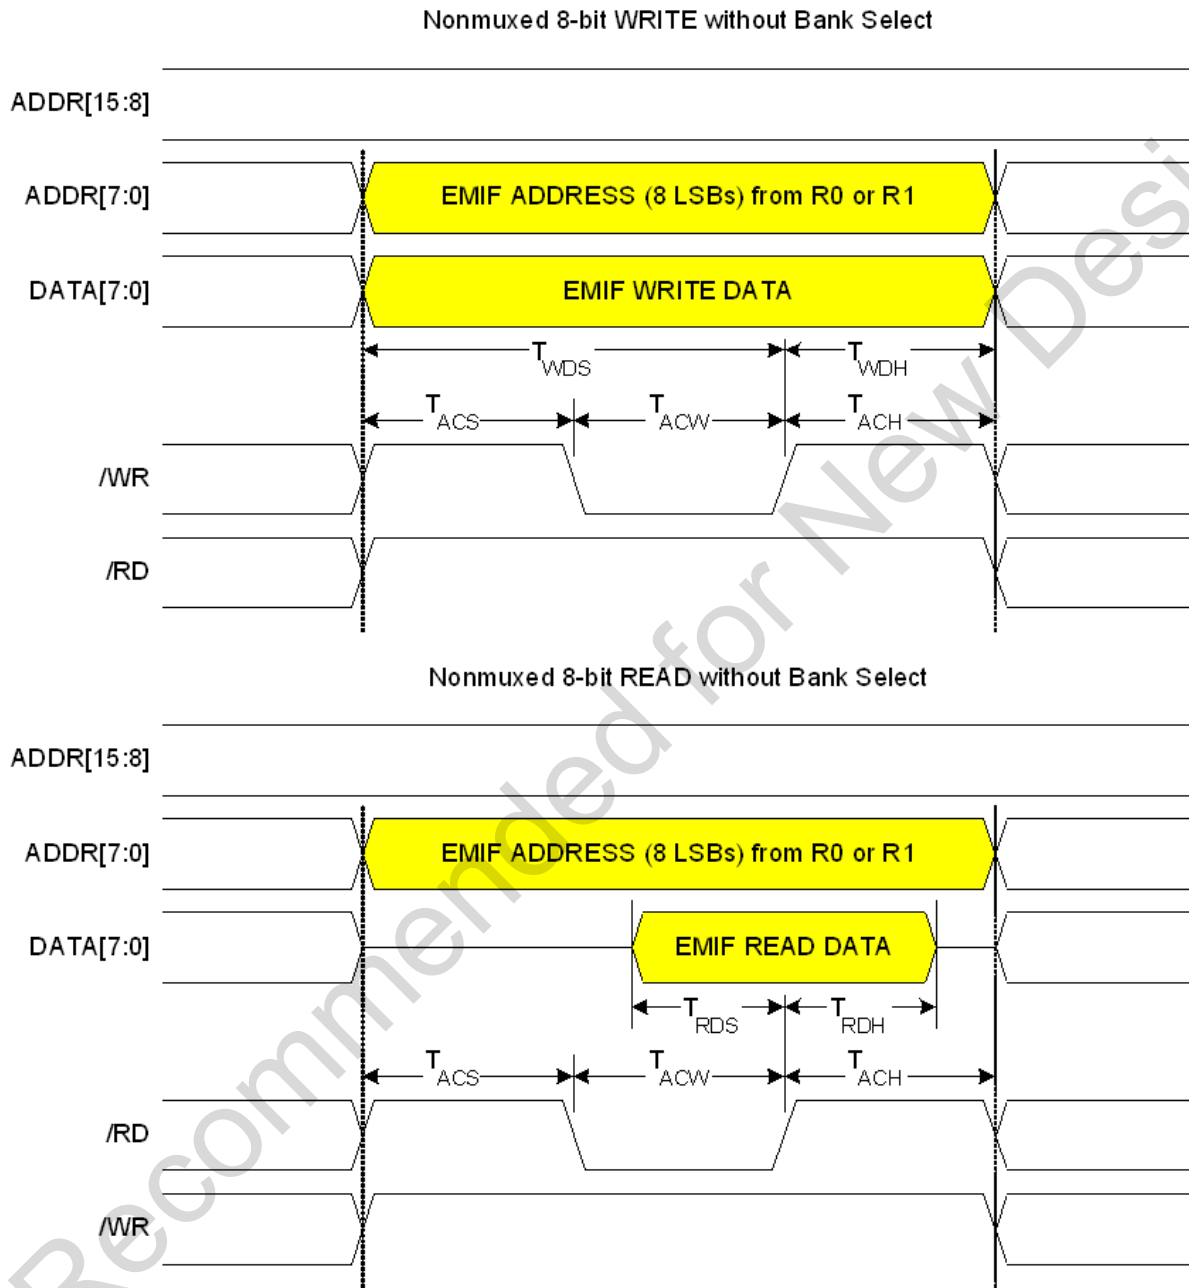 Nonmuxed 8-bit WRITE without Bank Select
ADDR[15:8]
ADDR[7:0] EMIF ADDRESS (8 LSBs) from R0 or R1
DATA[7:0] EMIF WRITE DATA
TWDS TWDH
TACS TACW TACH
/WR
/RD
Nonmuxed 8-bit READ without Bank Select
ADDR[15:8]
ADDR[7:0] EMIF ADDRESS (8 LSBs) from R0 or R1
DATA[7:0] EMIF READ DATA
TRDS TRDH
TACS TACW TACH
/RD
/WR
Recommended for New Desi